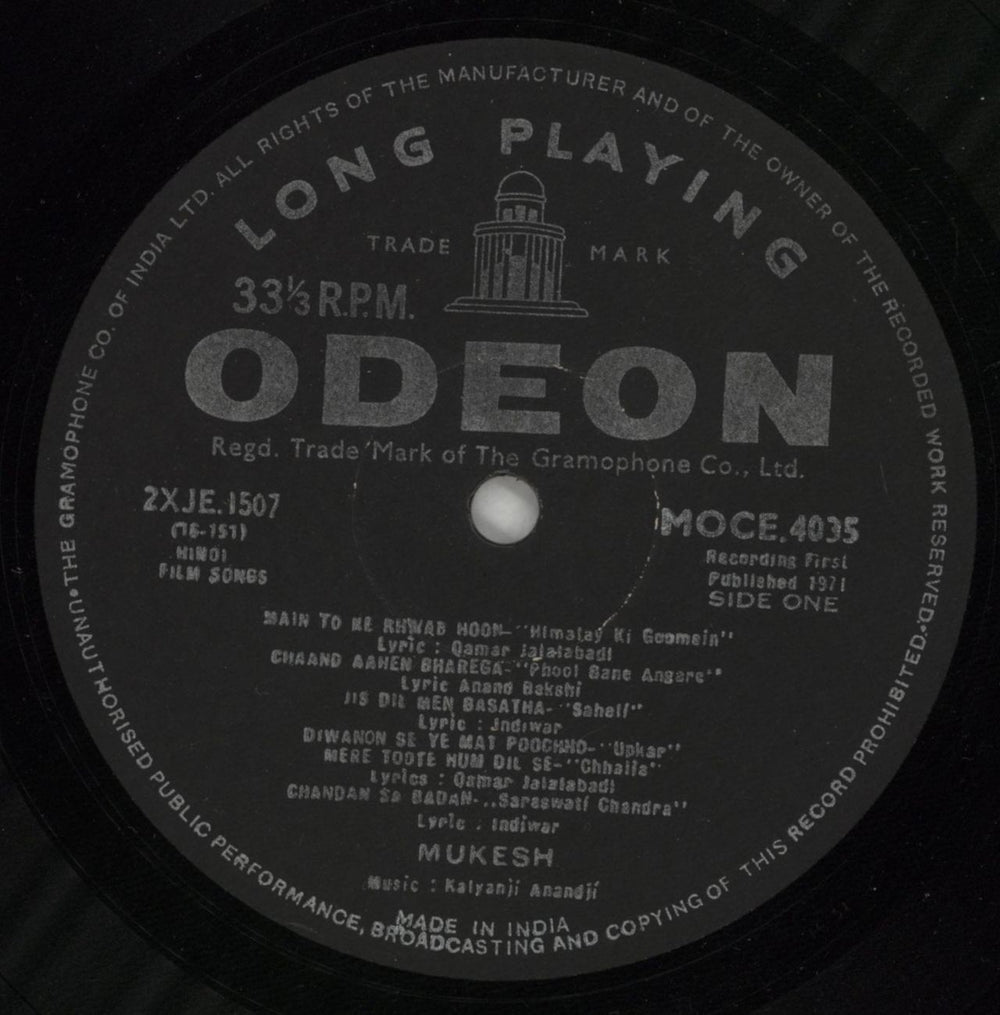 •THE GRAMOPHONE CO. OF INDIA LTD. ALL RIGHTS OF THE MANUFACTURER AND OF THE OWNER OF THE RECORDED WORK RESERVED•
LONG PLAYING
TRADE MARK
33⅓ R.P.M.
ODEON
Regd. Trade Mark of The Gramophone Co., Ltd.
2XJE.1507
(16-151)
HINDI
FILM SONGS
MOCE.4035
Recording First
Published 1971
SIDE ONE
MAIN TO KE KHWAB HOON-"Himalay Ki Goomein"
Lyric : Qamar Jalalabadi
CHAAND AAHEN BHAREGA-"Phool Bane Angare"
Lyric Anand Bakshi
JIS DIL MEN BASATHA-"Saheli"
Lyric : Indiwar
DIWANON SE YE MAT POOCHHO-"Upkar"
MERE TOOTE HUM DIL SE-"Chhalia"
Lyrics : Qamar Jalalabadi
CHANDAN SA BADAN-..Saraswati Chandra"
Lyric : Indiwar
MUKESH
Music : Kalyanji Anandji
MADE IN INDIA
UNAUTHORISED PUBLIC PERFORMANCE, BROADCASTING AND COPYING OF THIS RECORD PROHIBITED.